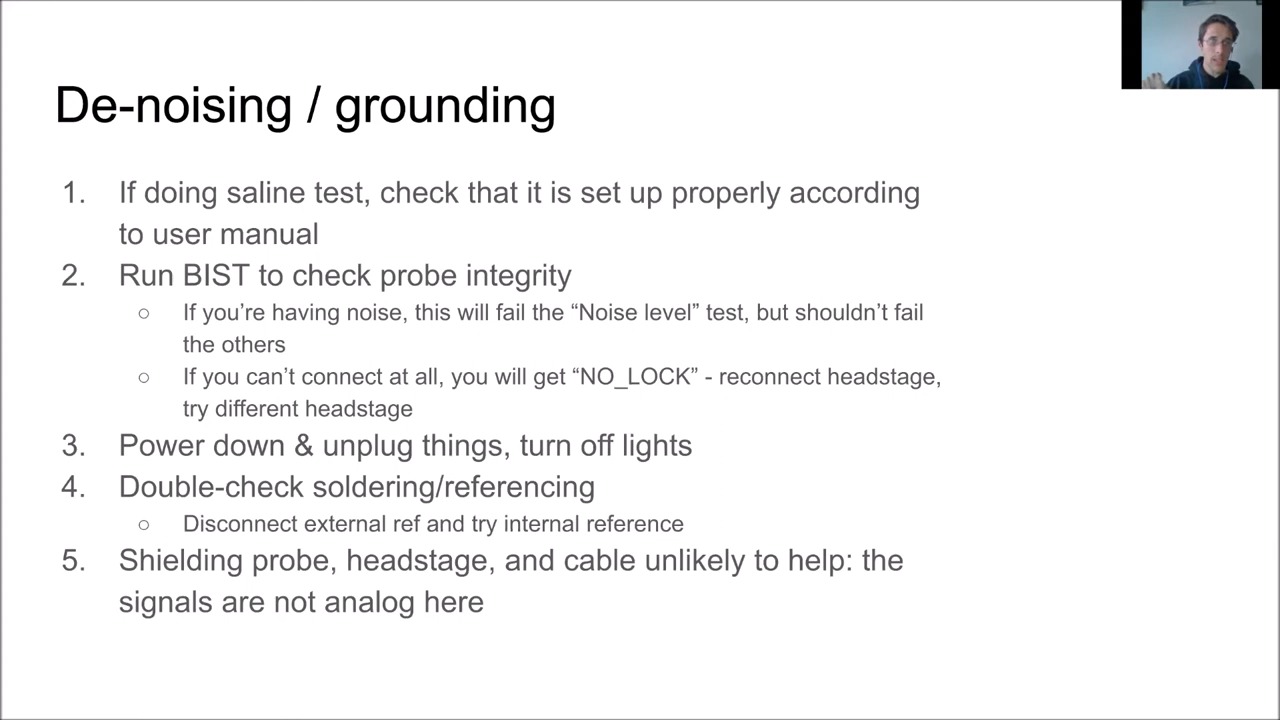 De-noising / grounding
1. If doing saline test, check that it is set up properly according
to user manual
2. Run BIST to check probe integrity
○ If you’re having noise, this will fail the “Noise level” test, but shouldn’t fail
the others
○ If you can’t connect at all, you will get “NO_LOCK” - reconnect headstage,
try different headstage
3. Power down & unplug things, turn off lights
4. Double-check soldering/referencing
○ Disconnect external ref and try internal reference
5. Shielding probe, headstage, and cable unlikely to help: the
signals are not analog here